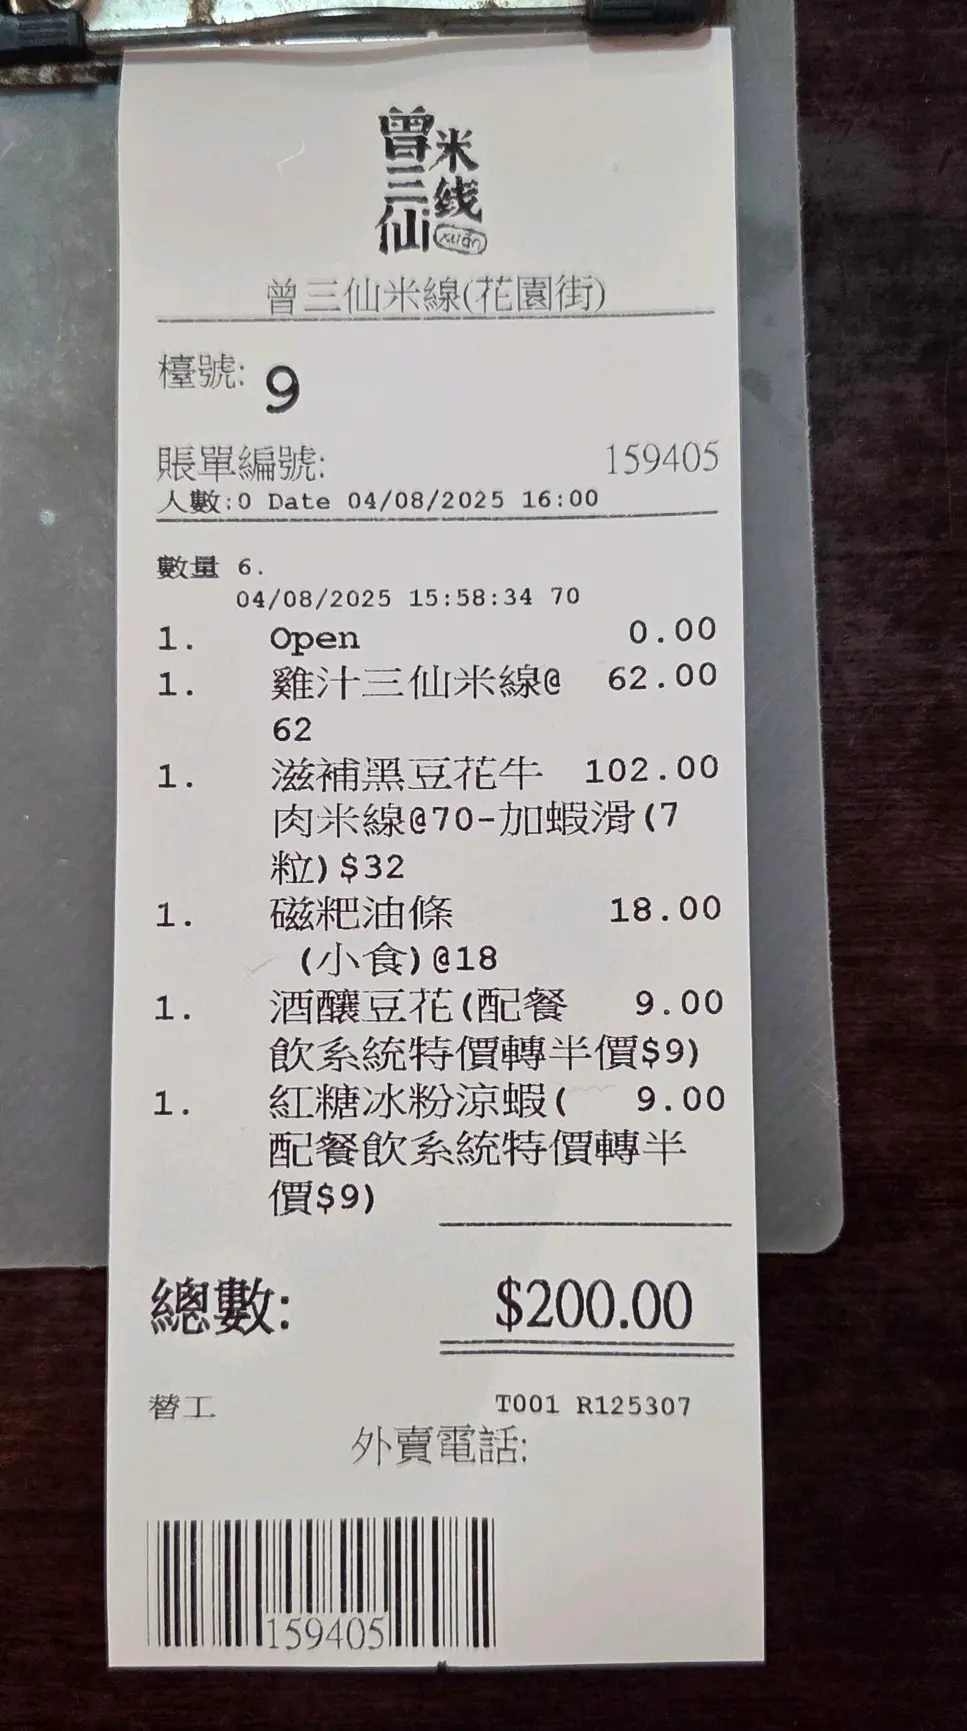 曾三仙
米线
xuǎn
曾三仙米線(花園街)
檯號: 9
賬單編號: 159405
人數:0 Date 04/08/2025 16:00
數量 6.
04/08/2025 15:58:34 70
1. Open 0.00
1. 雞汁三仙米線@ 62.00
62
1. 滋補黑豆花牛 102.00
肉米線@70-加蝦滑(7
粒)$32
1. 磁粑油條 18.00
(小食)@18
1. 酒釀豆花(配餐 9.00
飲系統特價轉半價$9)
1. 紅糖冰粉涼蝦( 9.00
配餐飲系統特價轉半
價$9)
總數: $200.00
替工 T001 R125307
外賣電話:
159405